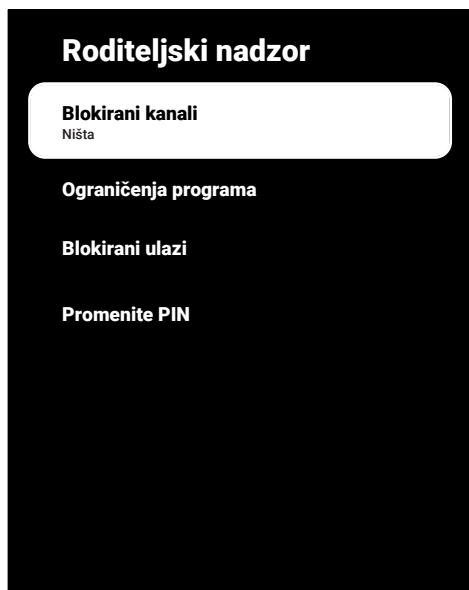 Roditeljski nadzor
Blokirani kanali
Ništa
Ograničenja programa
Blokirani ulazi
Promenite PIN